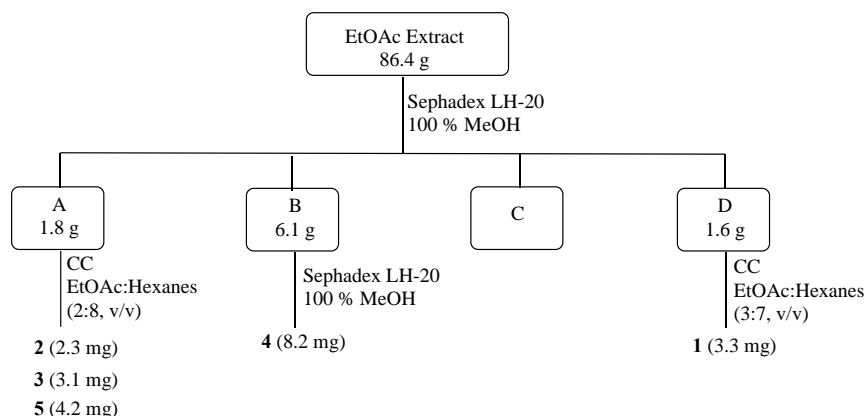 EtOAc Extract
86.4 g
Sephadex LH-20
100 % MeOH
A
1.8 g
B
6.1 g
C
D
1.6 g
CC
EtOAc:Hexanes
(2:8, v/v)
Sephadex LH-20
100 % MeOH
CC
EtOAc:Hexanes
(3:7, v/v)
2 (2.3 mg)
3 (3.1 mg)
5 (4.2 mg)
4 (8.2 mg)
1 (3.3 mg)